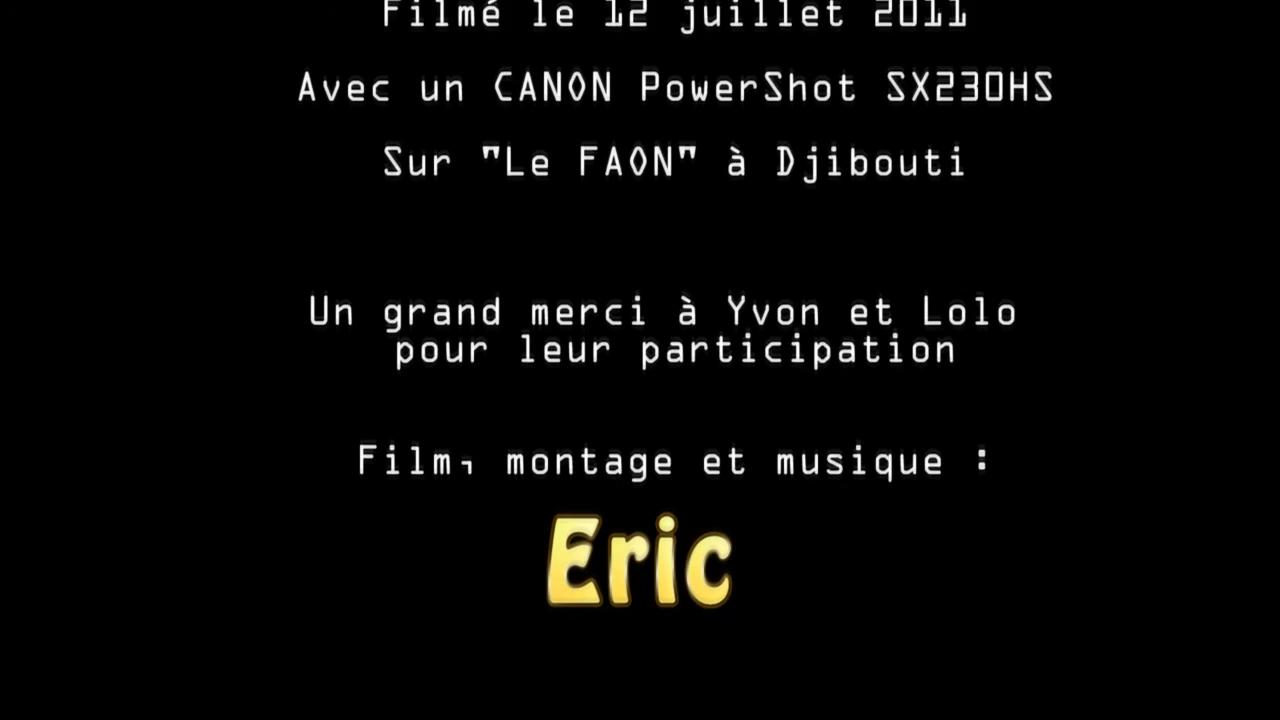 Filmé le 12 juillet 2011
Avec un CANON PowerShot SX230HS
Sur "Le FAON" à Djibouti
Un grand merci à Yvon et Lolo
pour leur participation
Film, montage et musique :
Eric